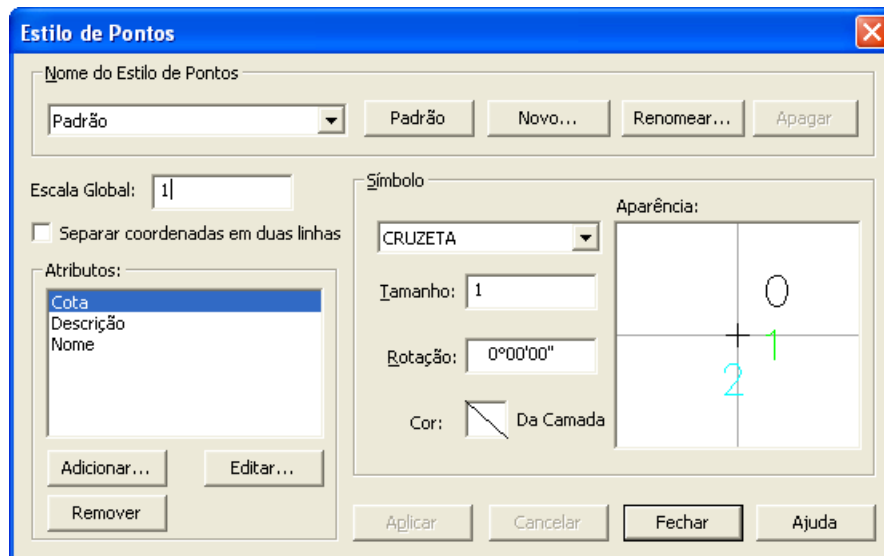 Estilo de Pontos
Nome do Estilo de Pontos
Padrão
Padrão
Novo...
Renomear...
Apagar
Escala Global: 1
Separar coordenadas em duas linhas
Atributos:
Cota
Descrição
Nome
Adicionar...
Editar...
Remover
Símbolo
CRUZETA
Tamanho: 1
Rotação: 0°00'00"
Cor: Da Camada
Aparência:
0
1
2
Aplicar
Cancelar
Fechar
Ajuda